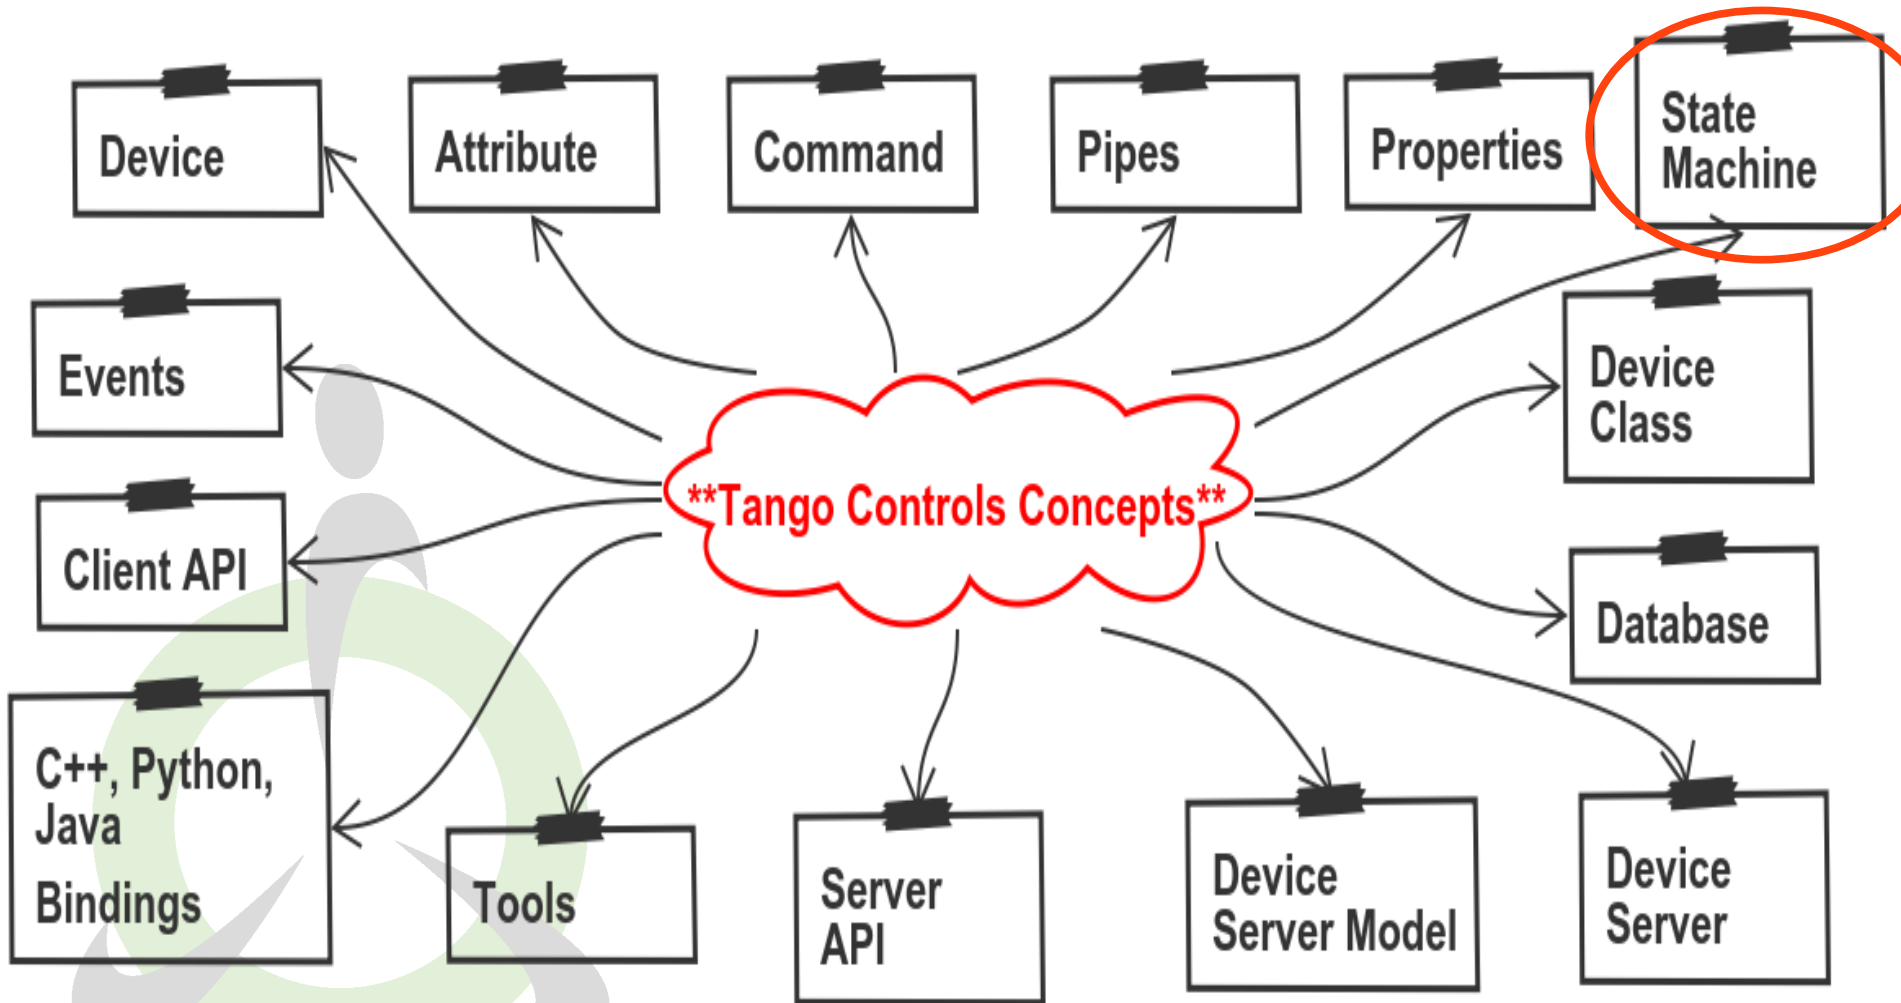 Device
Attribute
Command
Pipes
Properties
State
Machine
Events
Device
Class
**Tango Controls Concepts**
Client API
Database
C++, Python,
Java
Bindings
Tools
Server
API
Device
Server Model
Device
Server